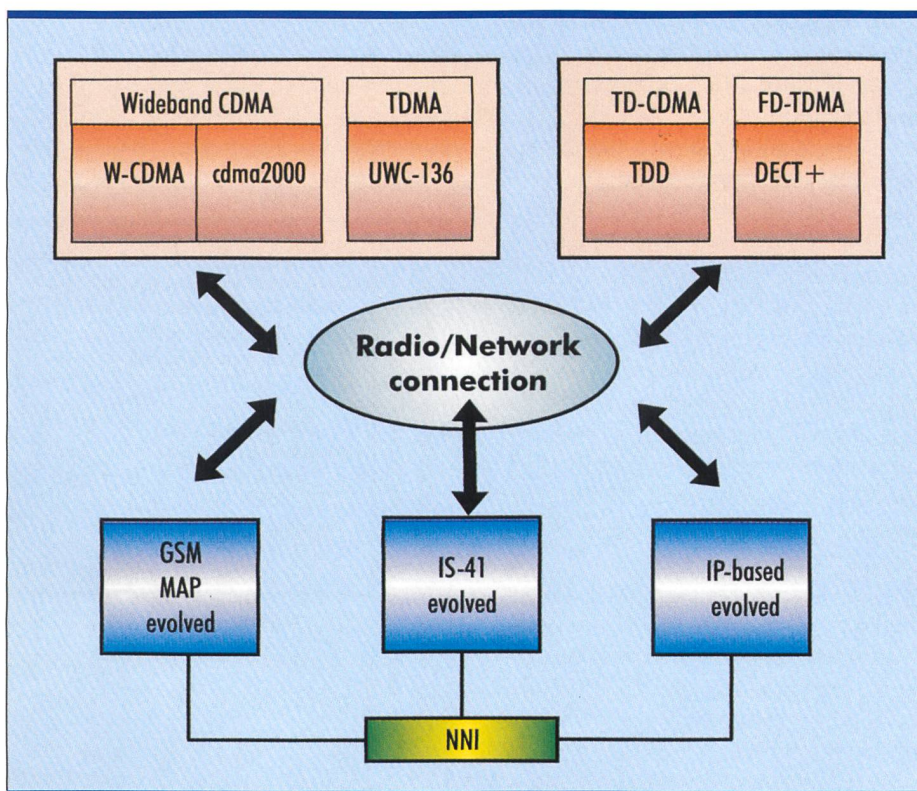 Wideband CDMA
TDMA
TD-CDMA
FD-TDMA
W-CDMA
cdma2000
UWC-136
TDD
DECT+
Radio/Network
connection
GSM
MAP
evolved
IS-41
evolved
IP-based
evolved
NNI